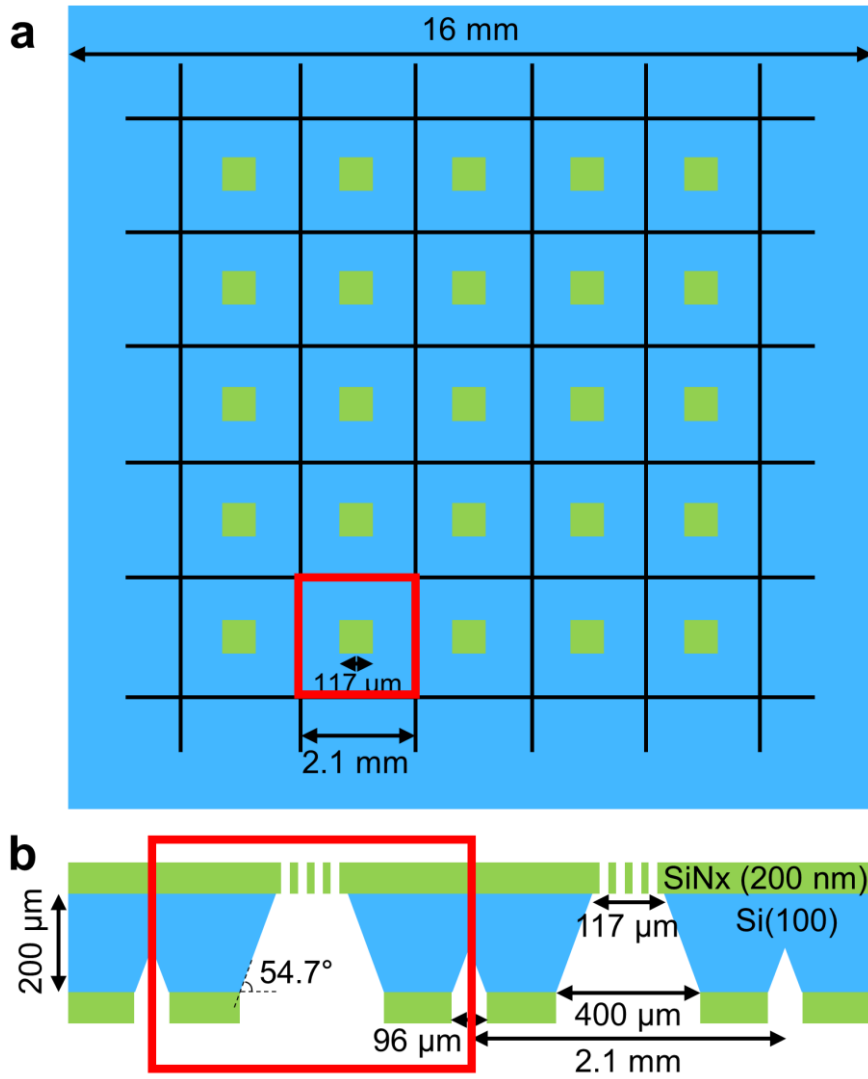 a
16 mm
117 µm
2.1 mm
b
SiNx (200 nm)
Si(100)
200 µm
54.7°
117 µm
96 µm
400 µm
2.1 mm